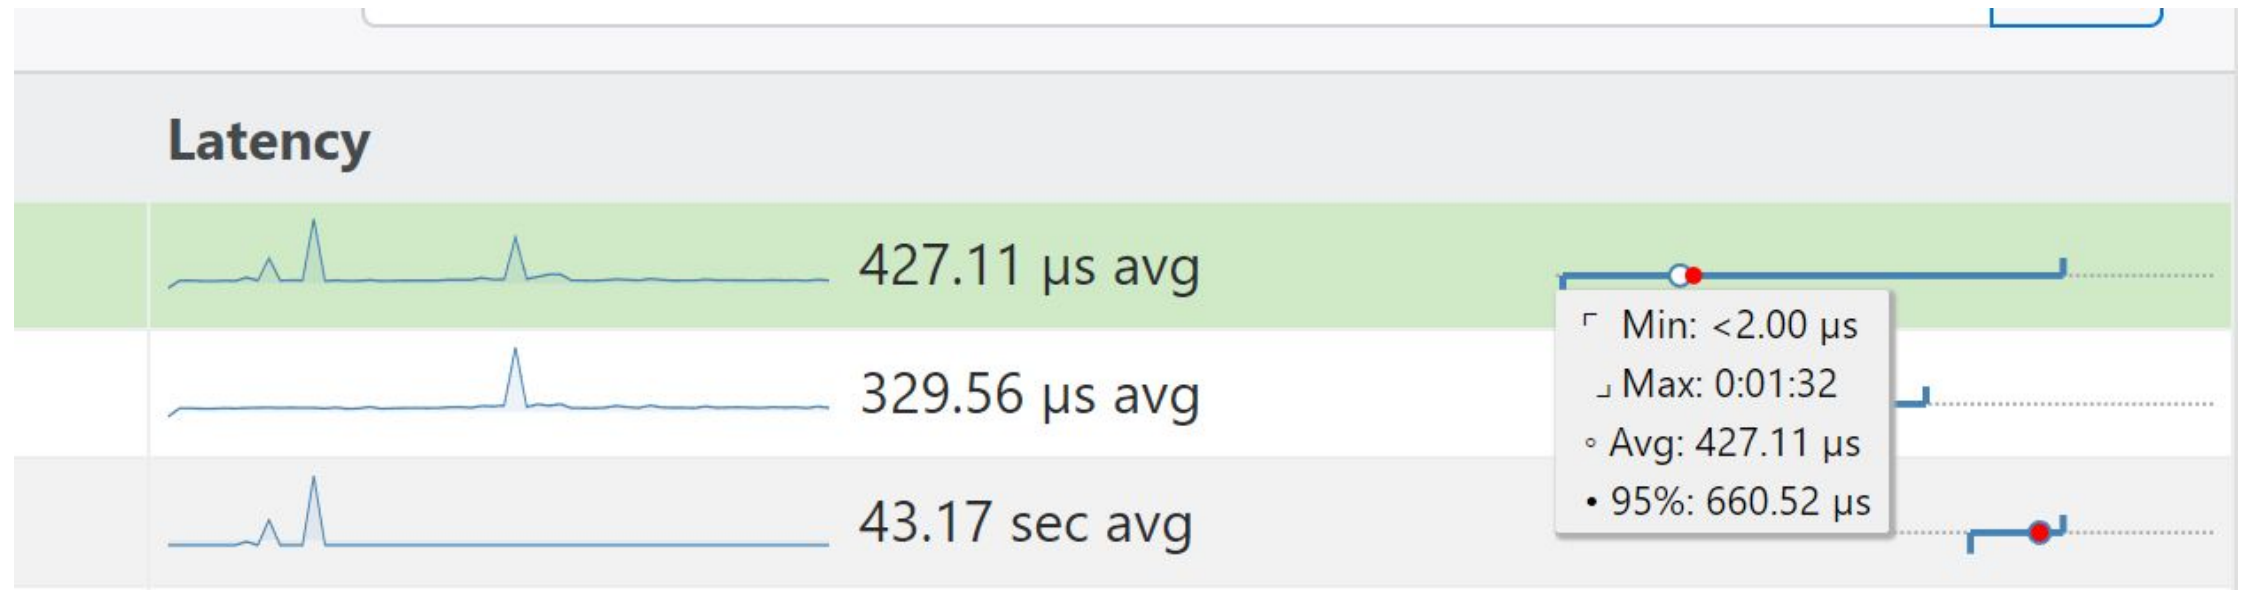 Latency
427.11 μs avg
Min: <2.00 μs
Max: 0:01:32
Avg: 427.11 μs
95%: 660.52 μs
329.56 μs avg
43.17 sec avg